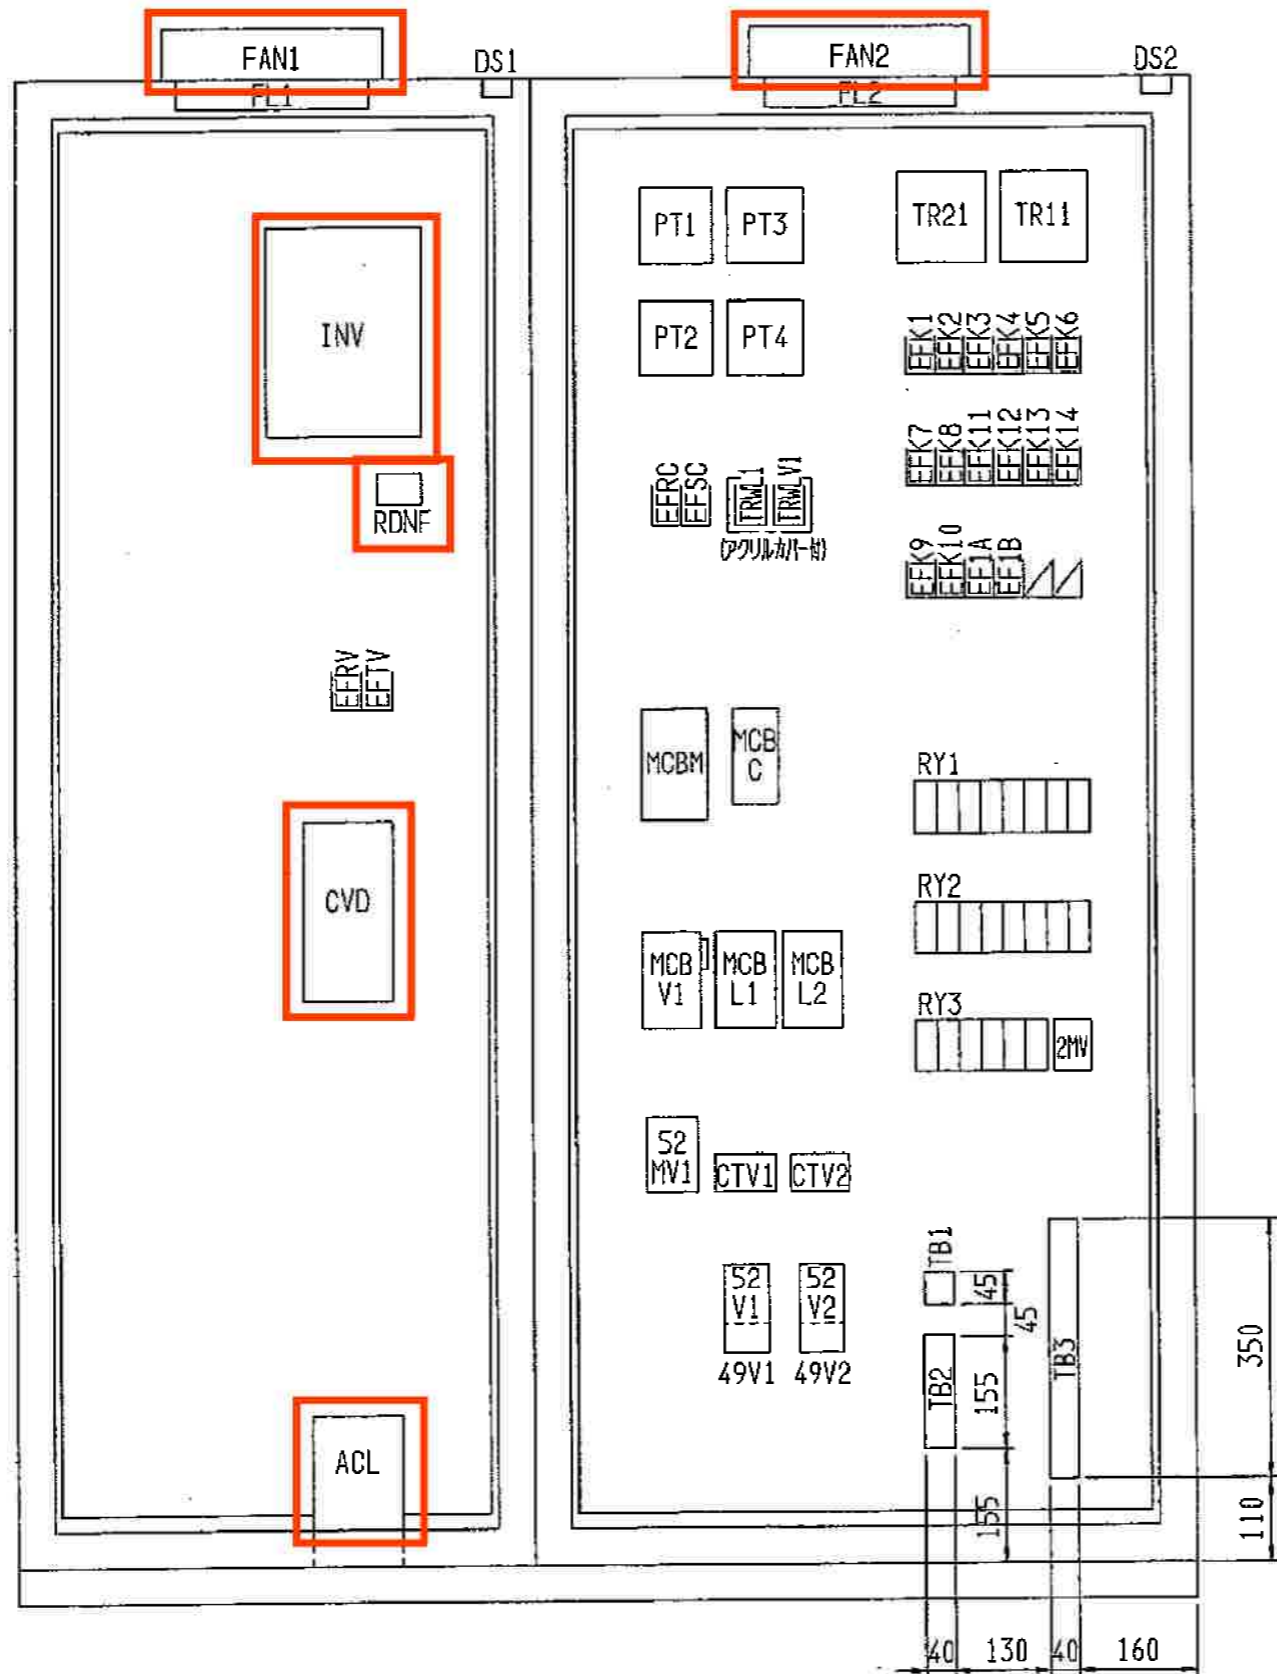 FAN1
FAN2
DS1
DS2
FL1
FL2
PT1
PT3
TR21
TR11
INV
PT2
PT4
EFK1
EFK2
EFK3
EFK4
EFK5
EFK6
RDNF
EFRC
EFSC
TRWL1
TRWLV1
(アクリルカバー付)
EFK7
EFK8
EFK11
EFK12
EFK13
EFK14
EFK9
EFK10
EF1A
EF1B
EFRV
EFTV
MCBM
MCB
C
RY1
CVD
RY2
MCB
V1
MCB
L1
MCB
L2
RY3
2MV
52
MV1
CTV1
CTV2
52
V1
52
V2
49V1
49V2
TB1
45
45
TB2
155
TB3
350
ACL
155
110
40
130
40
160